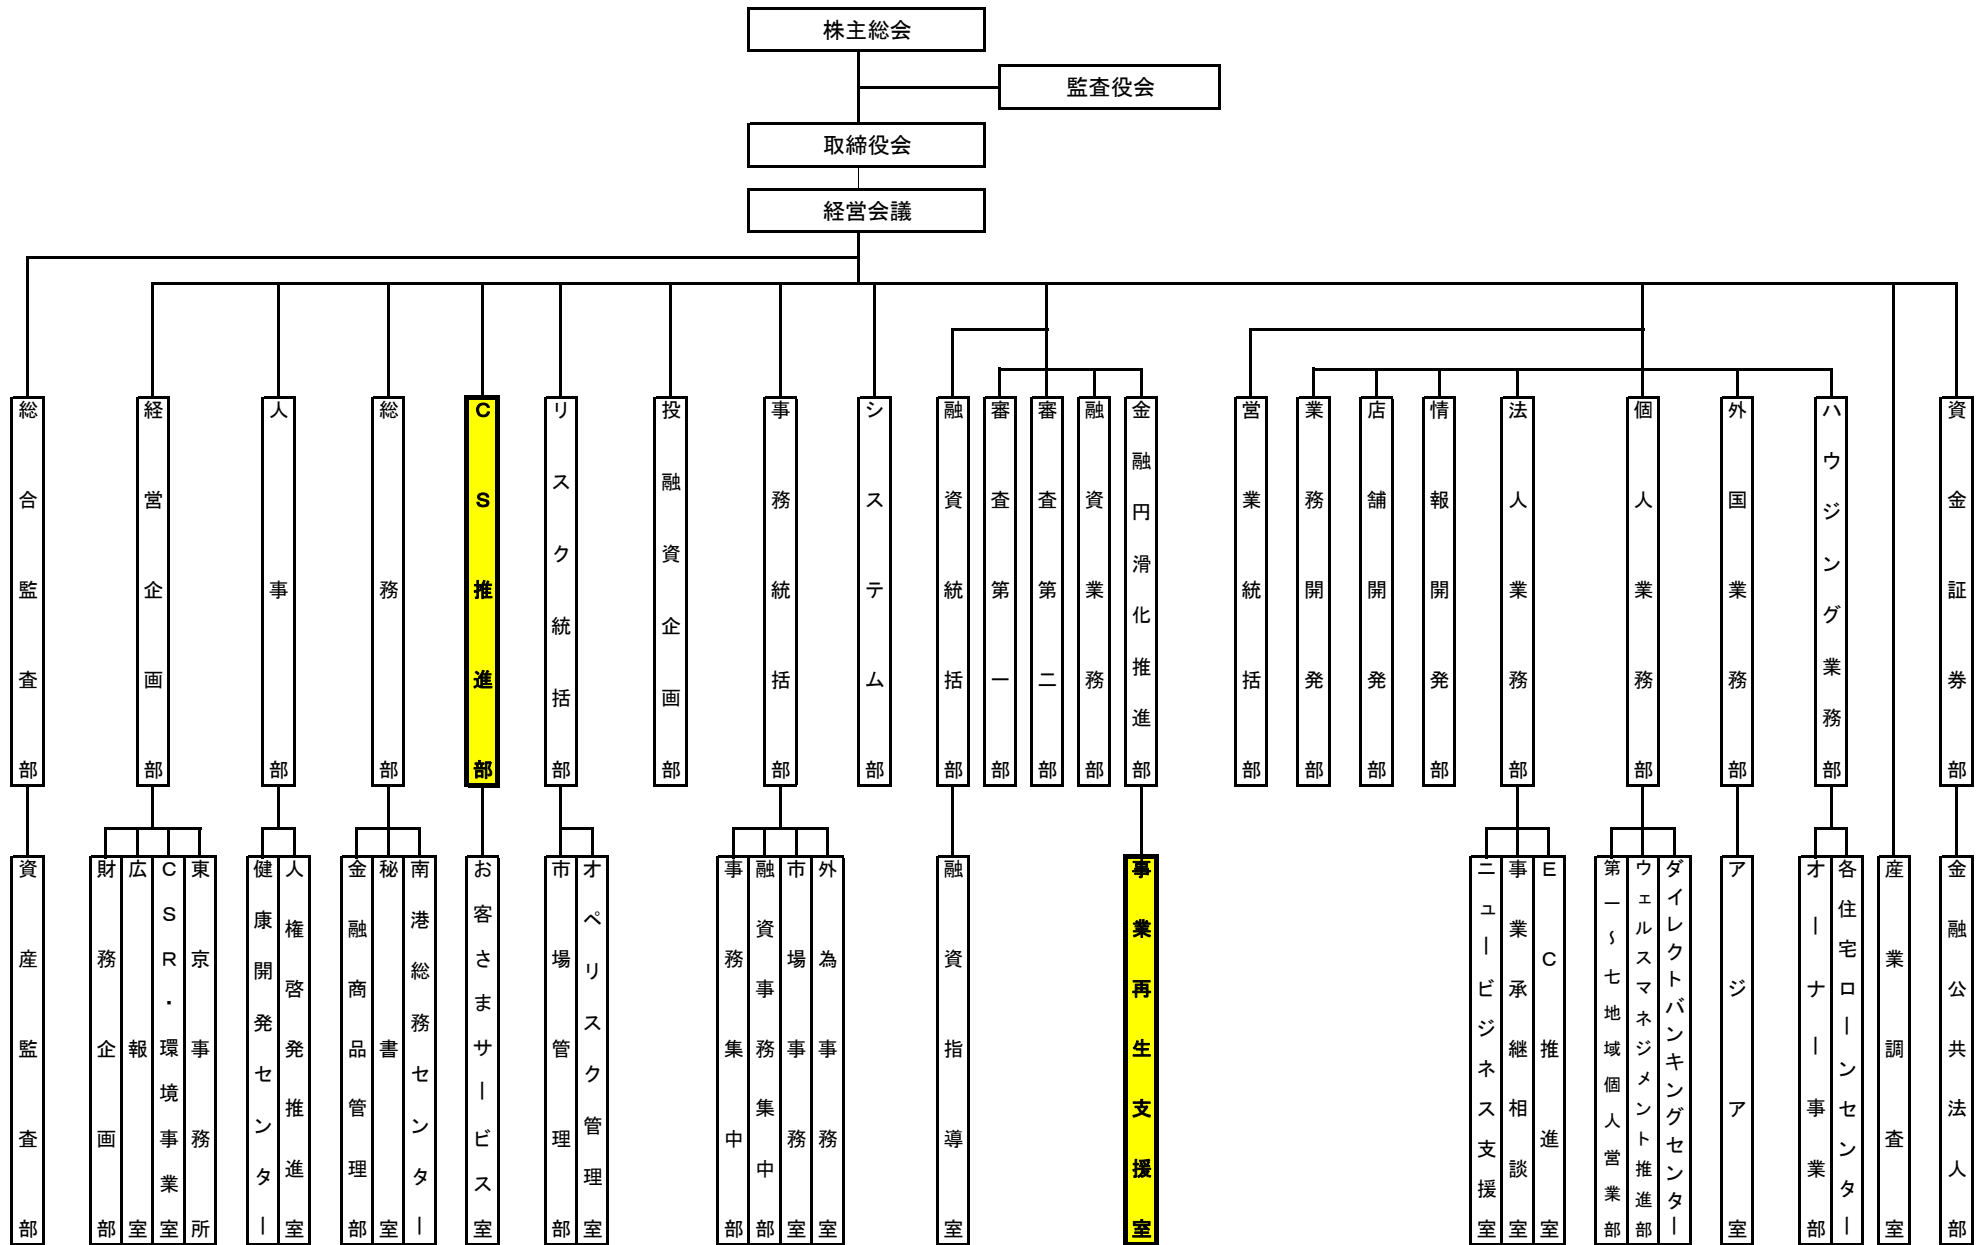 株主総会
監査役会
取締役会
経営会議
総合監査部
経営企画部
人事部
総務部
CS推進部
リスク統括部
投融資企画部
事務統括部
システム部
融資統括部
審査第一部
審査第二部
融資業務部
金融円滑化推進部
営業統括部
業務開発部
店舗開発部
情報開発部
法人業務部
個人業務部
外国業務部
ハウジング業務部
資金証券部
資産監査部
財務企画部
広報室
CSR・環境事業室
東京事務所
健康開発センター
人権啓発推進室
金融商品管理部
秘書室
南港総務センター
お客さまサービス室
市場管理部
オペリスク管理室
事務集中部
融資事務集中部
市場事務室
外為事務室
融資指導室
事業再生支援室
ニュービジネス支援室
事業承継相談室
EC推進室
第一~七地域個人営業部
ウェルスマネジメント推進部
ダイレクトバンキングセンター
アジア室
オーナー事業部
各住宅ローンセンター
産業調査室
金融公共法人部